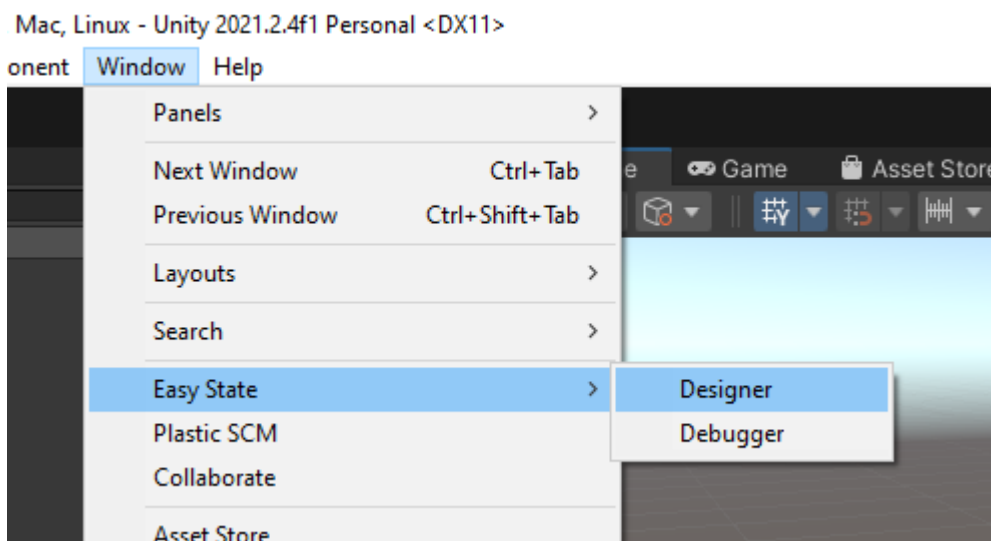 Mac, Linux - Unity 2021.2.4f1 Personal <DX11>
onent Window Help
Panels
Next Window Ctrl+Tab
e Game Asset Store
Previous Window Ctrl+Shift+Tab
Y
Layouts
Search
Easy State Designer
Plastic SCM Debugger
Collaborate
Asset Store